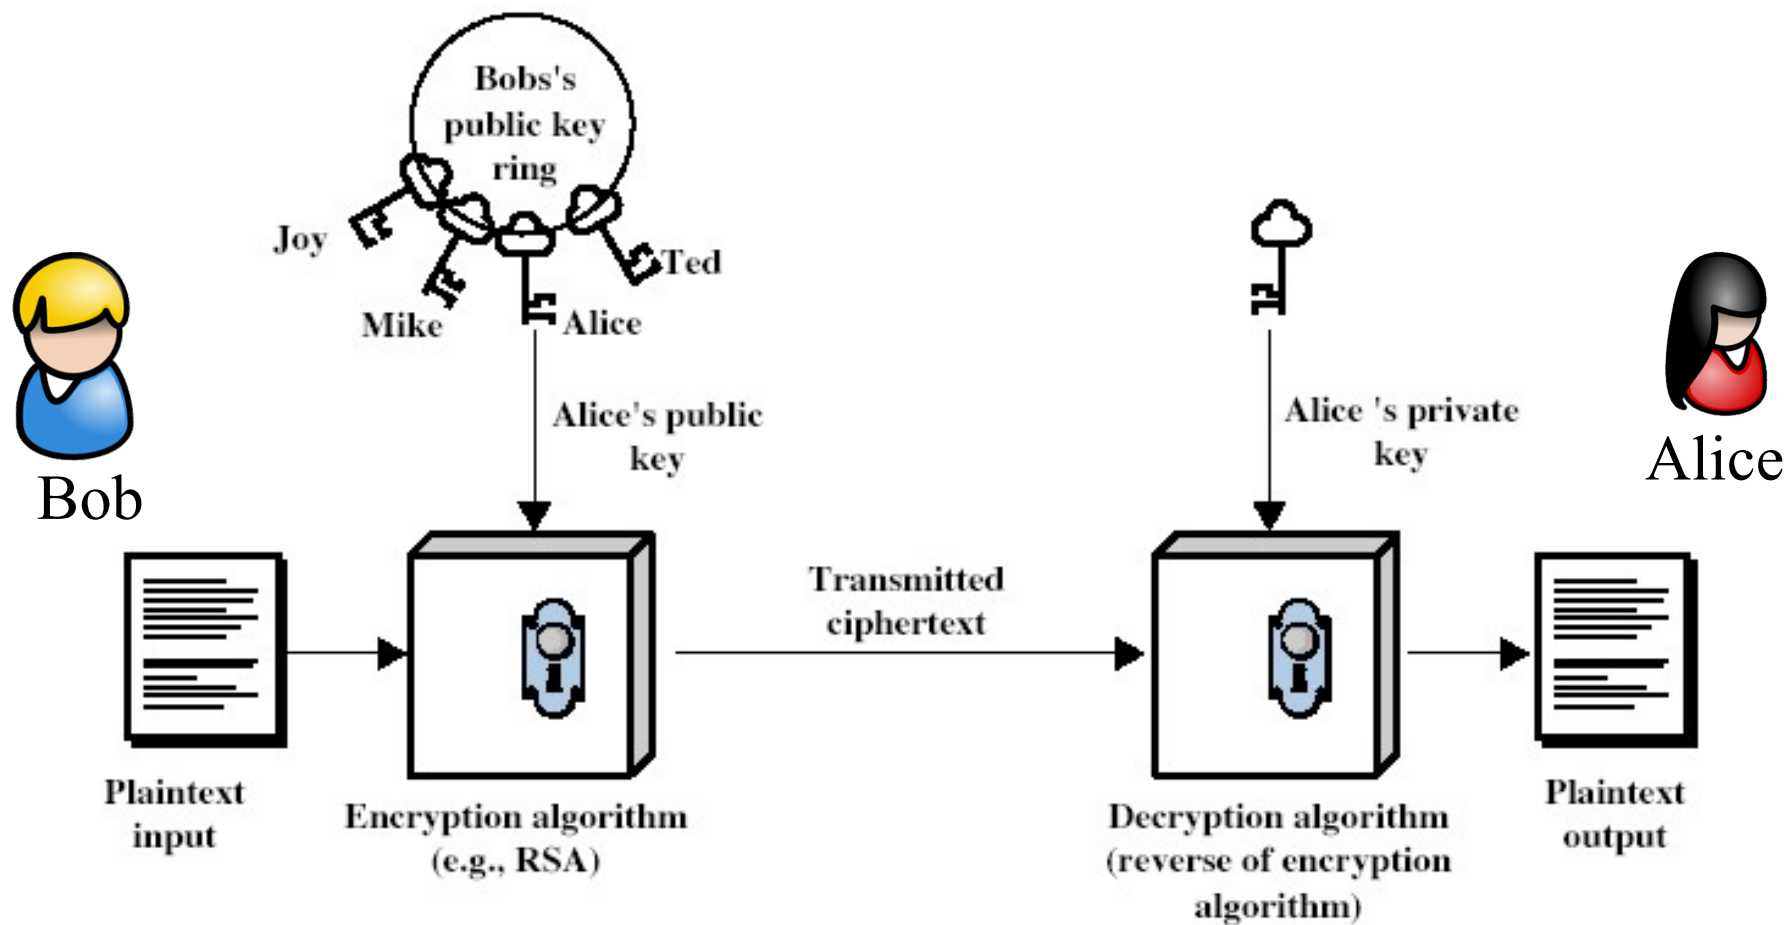 Bobs's
public key
ring
Joy
Ted
Mike
Alice
Alice's public
key
Alice 's private
key
Bob
Alice
Transmitted
ciphertext
Plaintext
input
Encryption algorithm
(e.g., RSA)
Decryption algorithm
(reverse of encryption
algorithm)
Plaintext
output